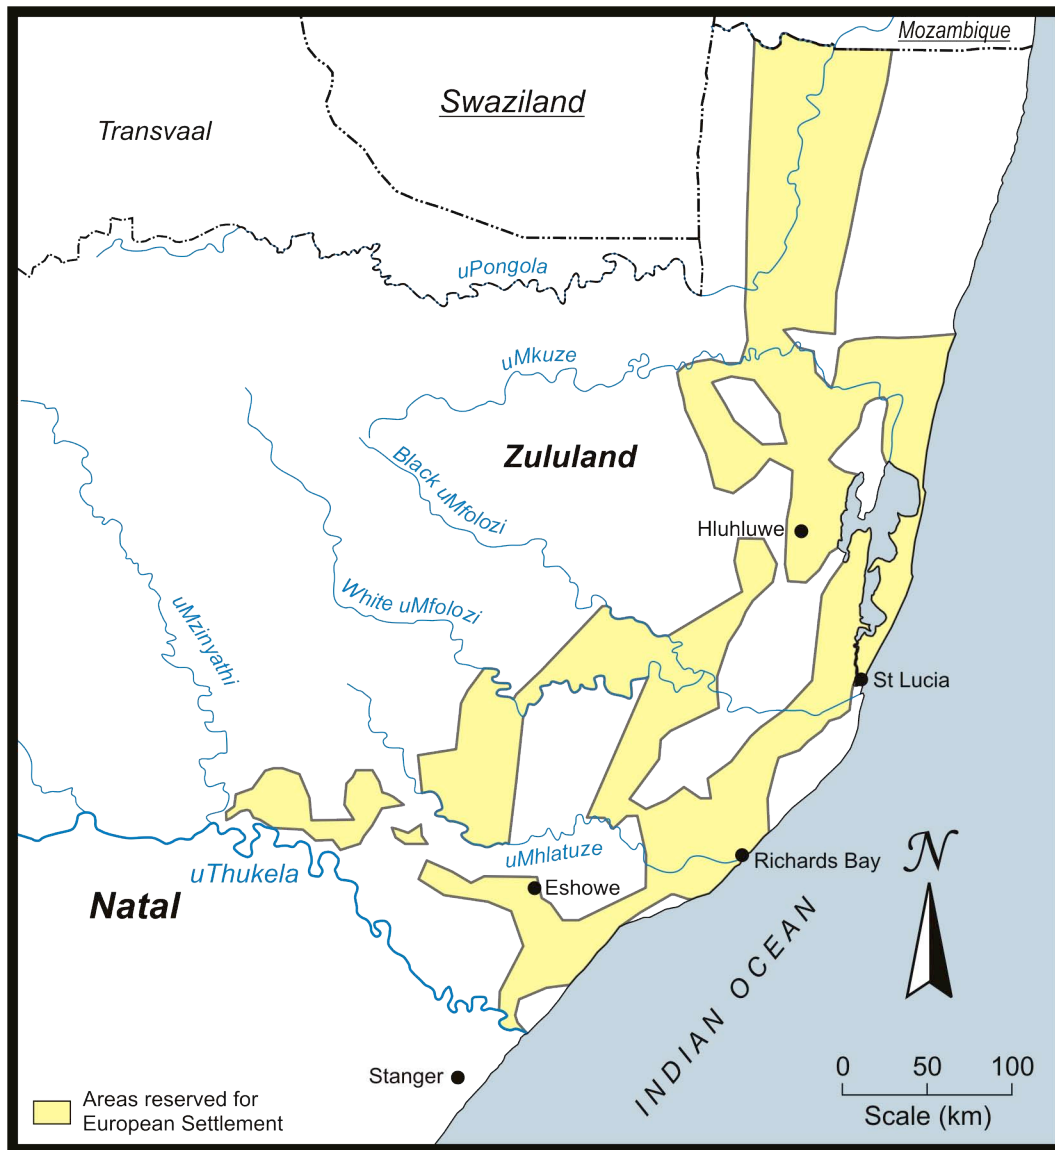 Mozambique
Swaziland
Transvaal
uPongola
uMkuze
Zululand
Black uMfolozi
Hluhluwe
White uMfolozi
uMzinyathi
St Lucia
uMhlatuze
Richards Bay
uThukela
Eshowe
Natal
INDIAN OCEAN
N
Stanger
0 50 100
Scale (km)
Areas reserved for
European Settlement